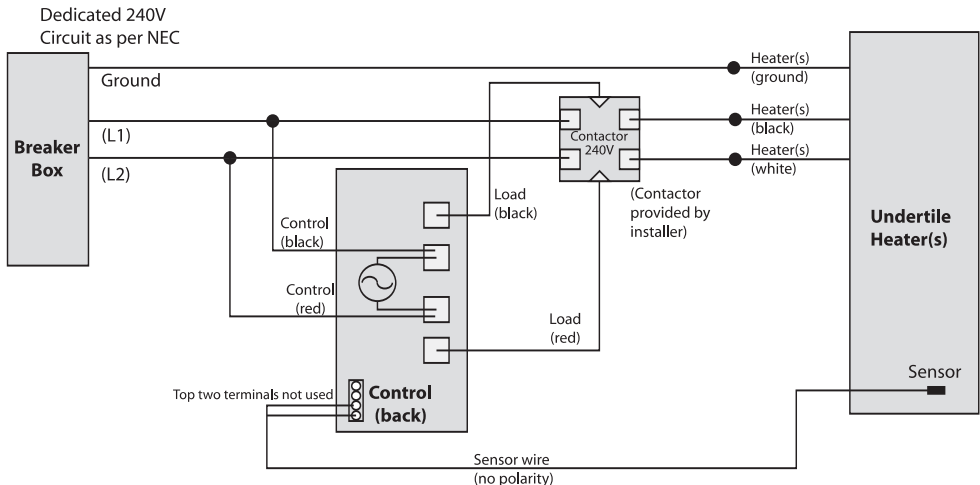 Dedicated 240V
Circuit as per NEC
Breaker
Box
Ground
(L1)
(L2)
Heater(s)
(ground)
Heater(s)
(black)
Heater(s)
(white)
Contactor
240V
(Contactor
provided by
installer)
Load
(black)
Control
(black)
Control
(red)
Load
(red)
Undertile
Heater(s)
Sensor
Top two terminals not used
Control
(back)
Sensor wire
(no polarity)